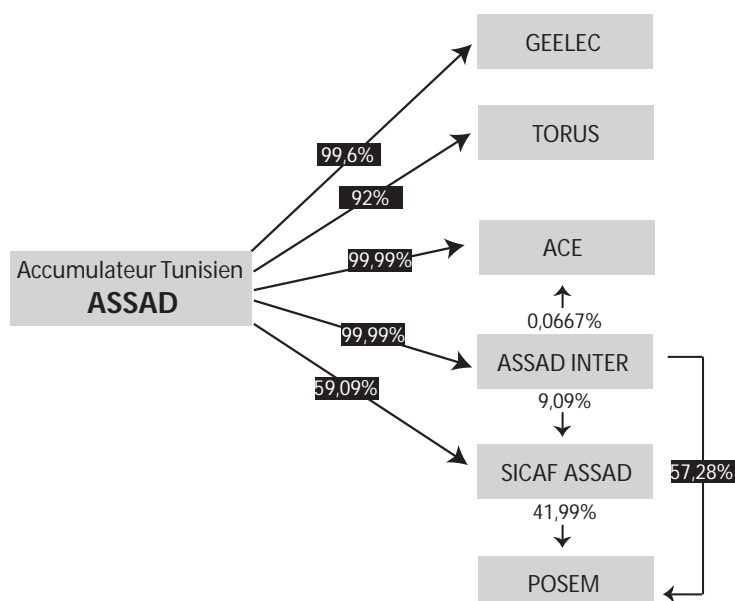 GEELEC
99,6%
TORUS
92%
ACE
99,99%
Accumulateur Tunisien
ASSAD
0,0667%
99,99%
ASSAD INTER
59,09%
9,09%
SICAF ASSAD
57,28%
41,99%
POSEM